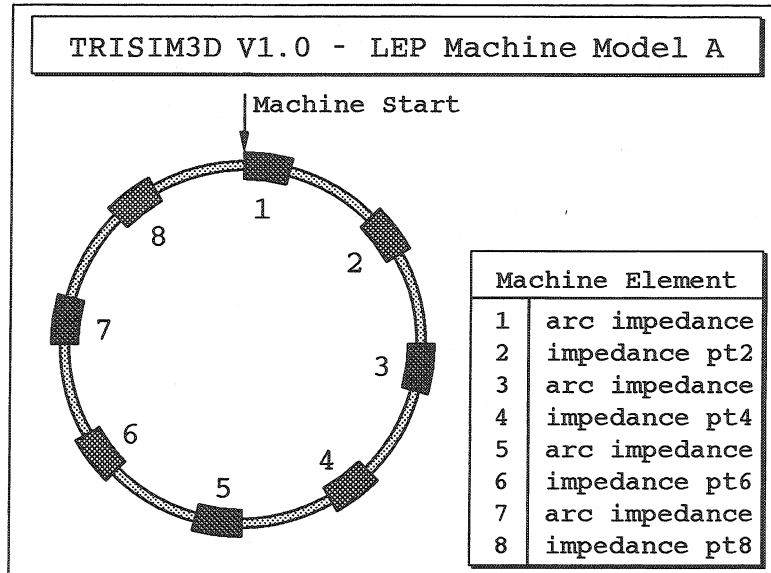 TRISIM3D V1.0 - LEP Machine Model A
Machine Start
1
2
3
4
5
6
7
8
Machine Element
1 arc impedance
2 impedance pt2
3 arc impedance
4 impedance pt4
5 arc impedance
6 impedance pt6
7 arc impedance
8 impedance pt8